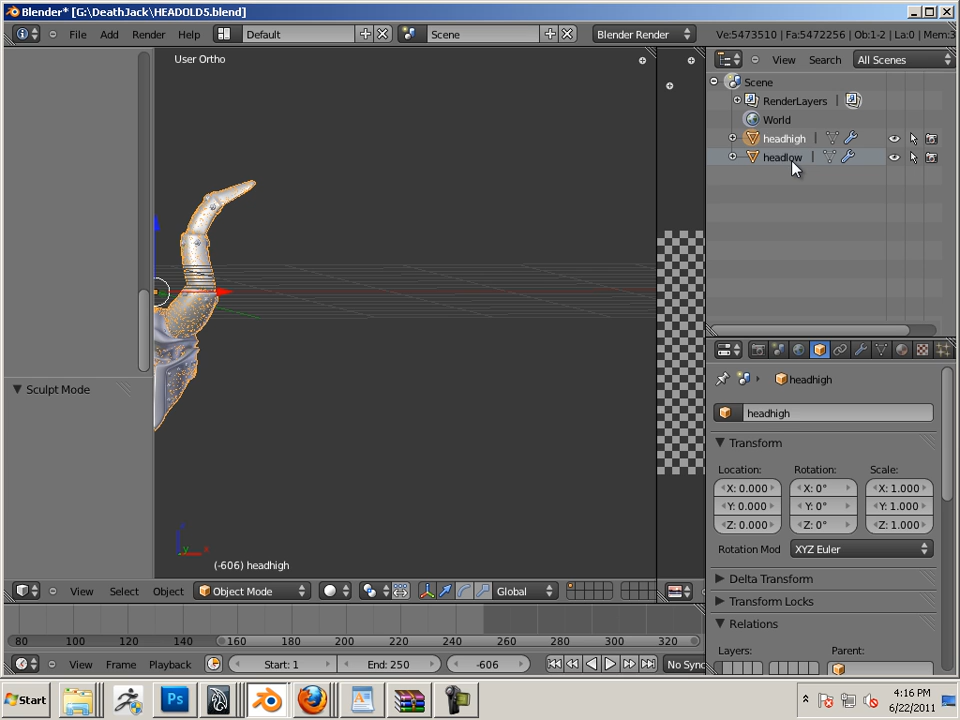 Blender* [G:\DeathJack\HEADOLD5.blend]
File Add Render Help Default Scene Blender Render Ve:5473510 | Fa:5472256 | Ob:1-2 | La:0 | Mem:3
User Ortho
View Search All Scenes
Scene
RenderLayers |
World
headhigh |
headlow |
Sculpt Mode
headhigh
headhigh
Transform
Location: Rotation: Scale:
X: 0.000 X: 0° X: 1.000
Y: 0.000 Y: 0° Y: 1.000
Z: 0.000 Z: 0° Z: 1.000
Rotation Mod XYZ Euler
(-606) headhigh
Delta Transform
View Select Object Object Mode Global
Transform Locks
Relations
80 100 120 140 160 180 200 220 240 260 280 300 320
Layers: Parent:
View Frame Playback Start: 1 End: 250 -606 No Sync
Start Ps 4:16 PM
6/22/2011